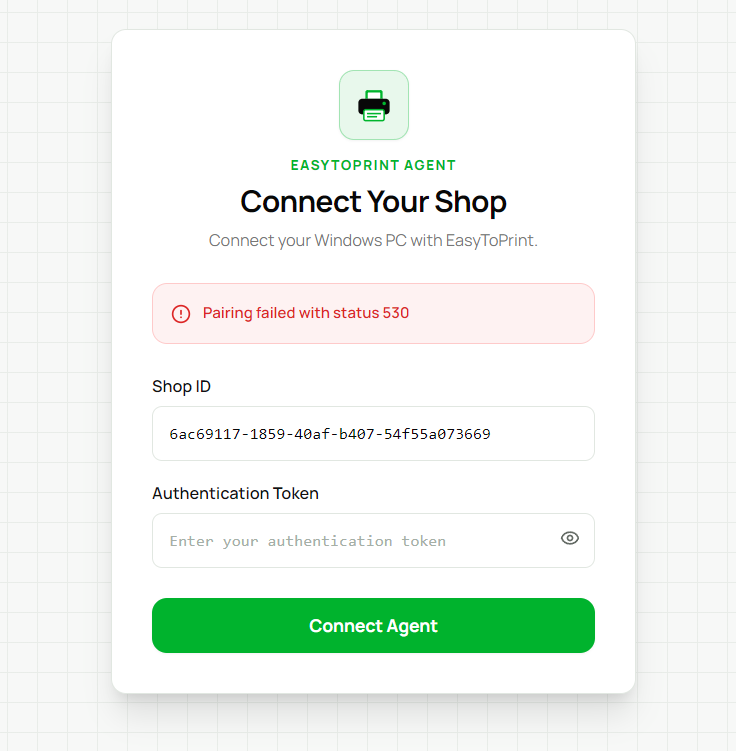 EASYTOPRINT AGENT
Connect Your Shop
Connect your Windows PC with EasyToPrint.
Pairing failed with status 530
Shop ID
6ac69117-1859-40af-b407-54f55a073669
Authentication Token
Enter your authentication token
Connect Agent